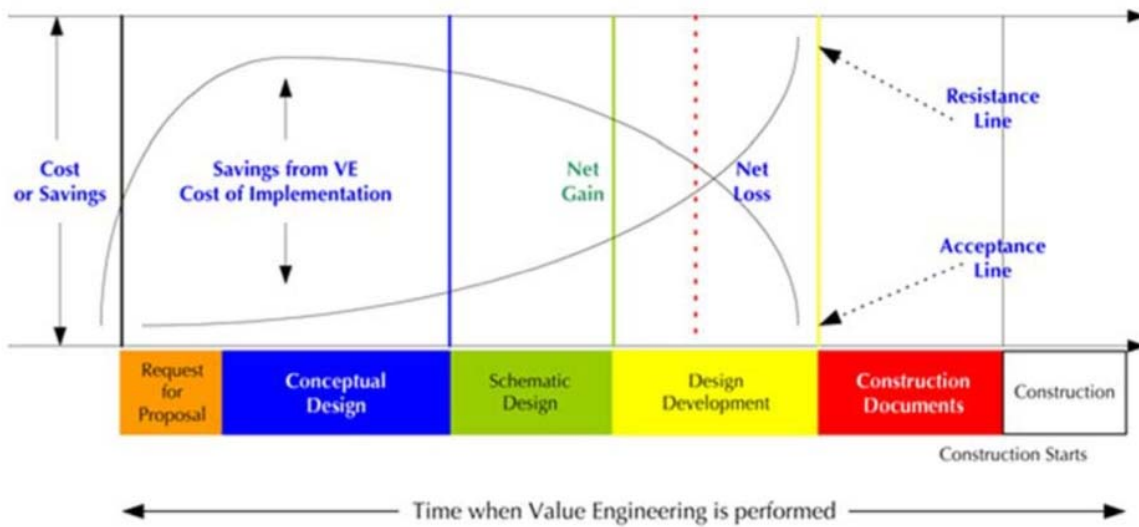 Cost
or Savings
Savings from VE
Cost of Implementation
Net
Gain
Net
Loss
Resistance
Line
Acceptance
Line
Request
for
Proposal
Conceptual
Design
Schematic
Design
Design
Development
Construction
Documents
Construction
Construction Starts
Time when Value Engineering is performed